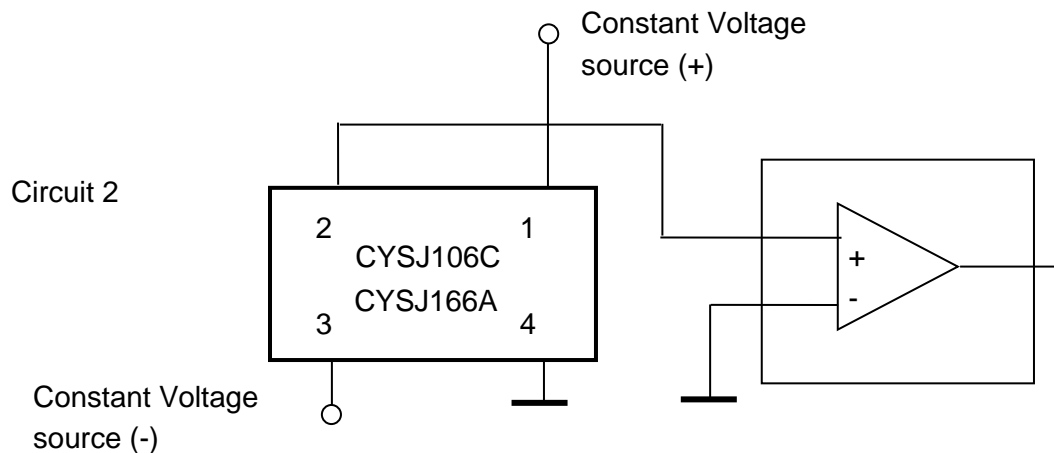 Constant Voltage
source (+)
Circuit 2
2 1
CYSJ106C
CYSJ166A
3 4
+
-
Constant Voltage
source (-)